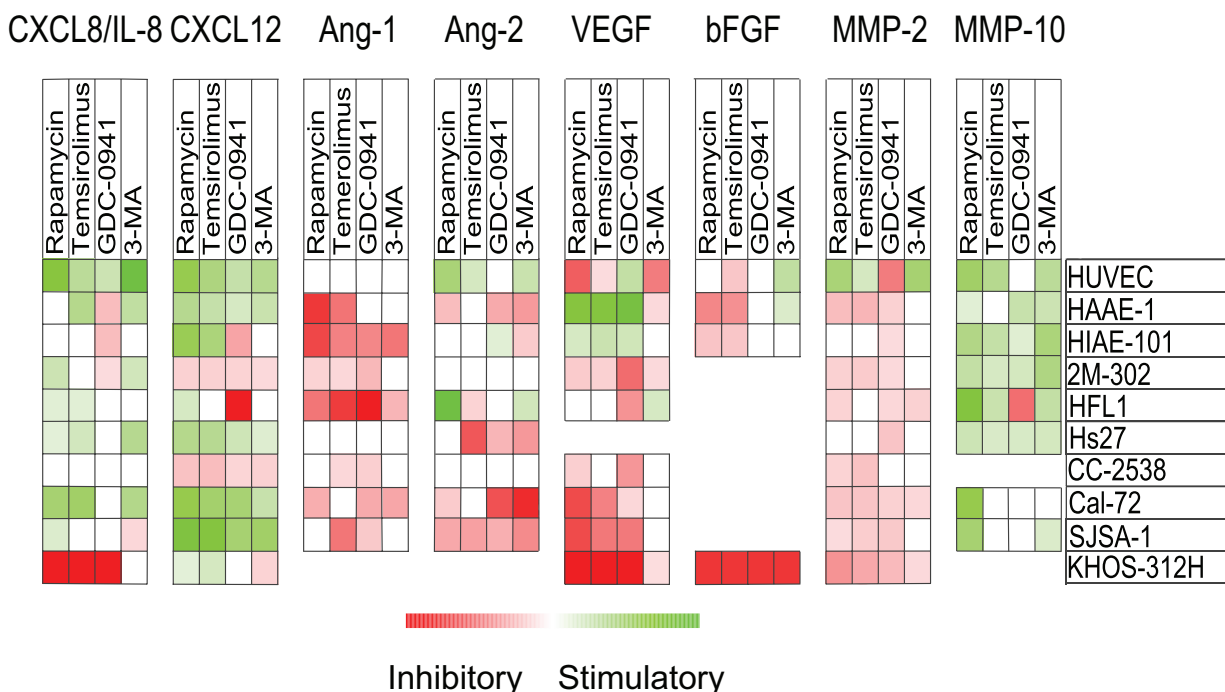 CXCL8/IL-8 CXCL12 Ang-1 Ang-2 VEGF bFGF MMP-2 MMP-10
Rapamycin
Temsirolimus
GDC-0941
3-MA
Rapamycin
Temsirolimus
GDC-0941
3-MA
Rapamycin
Temerolimus
GDC-0941
3-MA
Rapamycin
Temsirolimus
GDC-0941
3-MA
Rapamycin
Temsirolimus
GDC-0941
3-MA
Rapamycin
Temsirolimus
GDC-0941
3-MA
Rapamycin
Temsirolimus
GDC-0941
3-MA
Rapamycin
Temsirolimus
GDC-0941
3-MA
HUVEC
HAAE-1
HIAE-101
2M-302
HFL1
Hs27
CC-2538
Cal-72
SJSA-1
KHOS-312H
Inhibitory Stimulatory